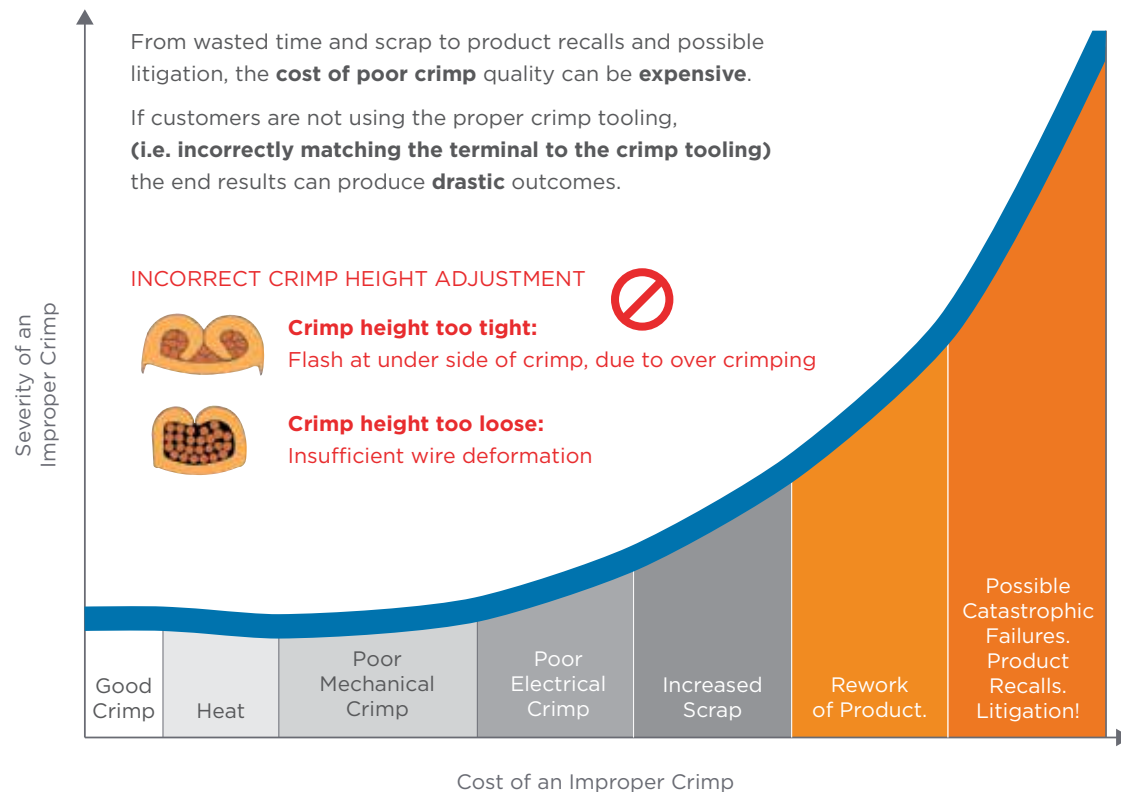 From wasted time and scrap to product recalls and possible
litigation, the cost of poor crimp quality can be expensive.
If customers are not using the proper crimp tooling,
(i.e. incorrectly matching the terminal to the crimp tooling)
the end results can produce drastic outcomes.
INCORRECT CRIMP HEIGHT ADJUSTMENT
Crimp height too tight:
Flash at under side of crimp, due to over crimping
Crimp height too loose:
Insufficient wire deformation
Severity of an
Improper Crimp
Good
Crimp
Heat
Poor
Mechanical
Crimp
Poor
Electrical
Crimp
Increased
Scrap
Rework
of Product.
Possible
Catastrophic
Failures.
Product
Recalls.
Litigation!
Cost of an Improper Crimp